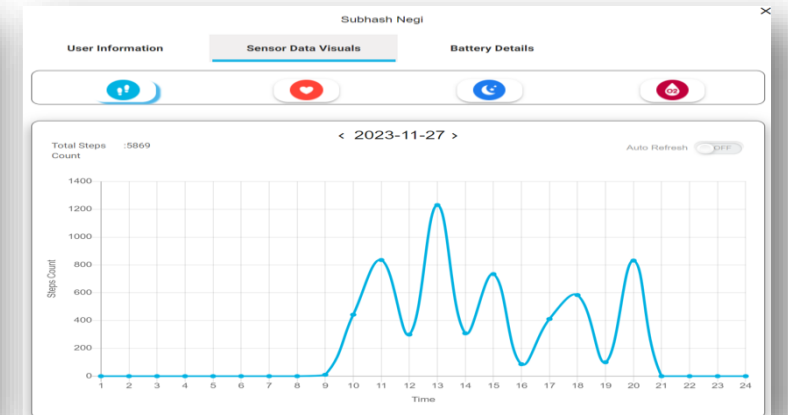 Subhash Negi ×
User Information Sensor Data Visuals Battery Details
O2
< 2023-11-27 >
Total Steps :5869
Count
Auto Refresh OFF
1400
1200
1000
800
600
400
200
0
Steps Count
1 2 3 4 5 6 7 8 9 10 11 12 13 14 15 16 17 18 19 20 21 22 23 24
Time